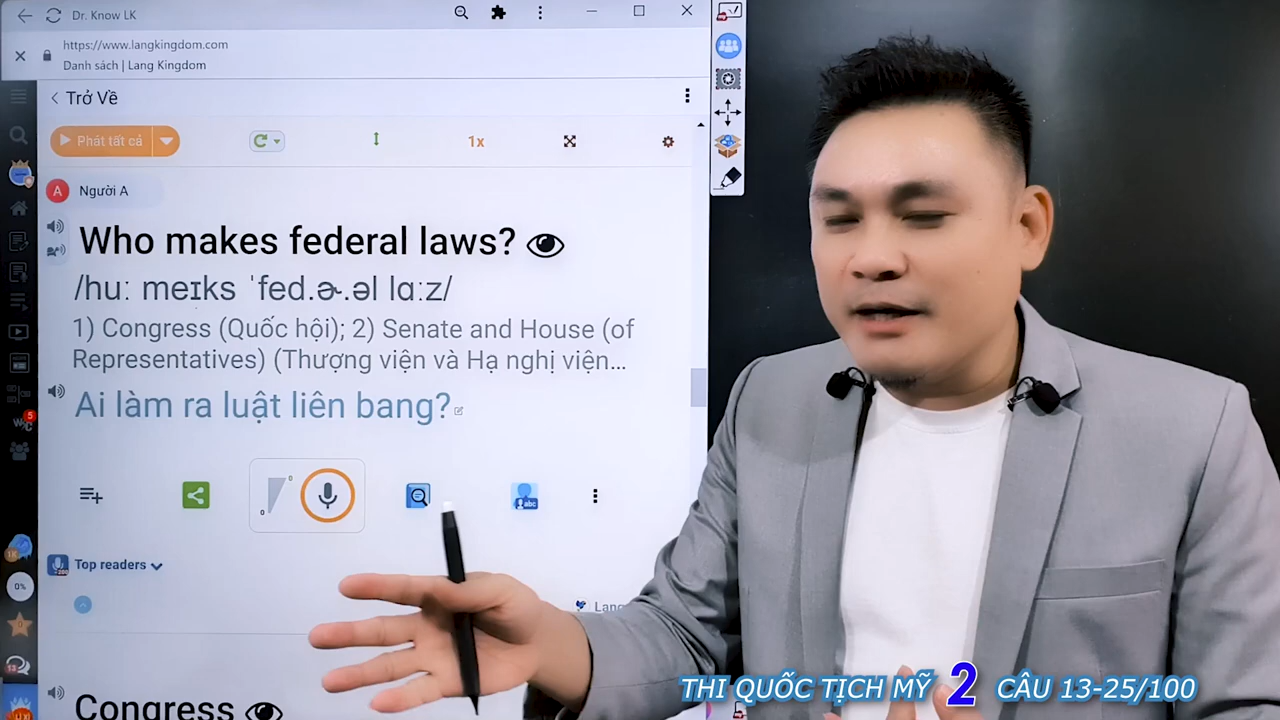 Dr. Know LK
https://www.langkingdom.com
Danh sách | Lang Kingdom
Trở Về
Phát tất cả
1x
A Người A
Who makes federal laws?
/huː meɪks ˈfed.ɚ.əl lɑːz/
1) Congress (Quốc hội); 2) Senate and House (of
Representatives) (Thượng viện và Hạ nghị viện...
Ai làm ra luật liên bang?
Top readers
Lang
Congress
THI QUỐC TỊCH MỸ 2 CÂU 13-25/100